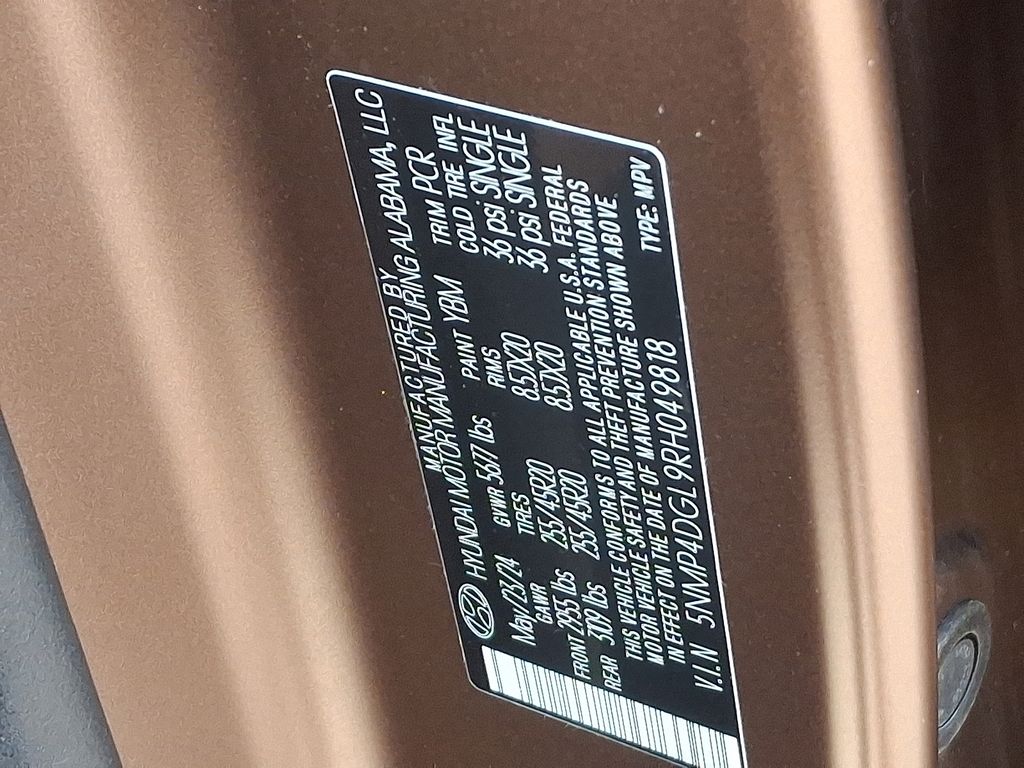 MANUFACTURED BY
HYUNDAI MOTOR MANUFACTURING ALABAMA, LLC
May/23/24 GVWR 5677 lbs PAINT YBM TRIM PCR
GAWR TIRES RIMS COLD TIRE INFL
FRONT 2955 lbs 255/45R20 8.5JX20 36 psi SINGLE
REAR 3109 lbs 255/45R20 8.5JX20 36 psi SINGLE
THIS VEHICLE CONFORMS TO ALL APPLICABLE U.S.A. FEDERAL
MOTOR VEHICLE SAFETY AND THEFT PREVENTION STANDARDS
IN EFFECT ON THE DATE OF MANUFACTURE SHOWN ABOVE
V.I.N 5NMP4DGL9RH049818 TYPE: MPV